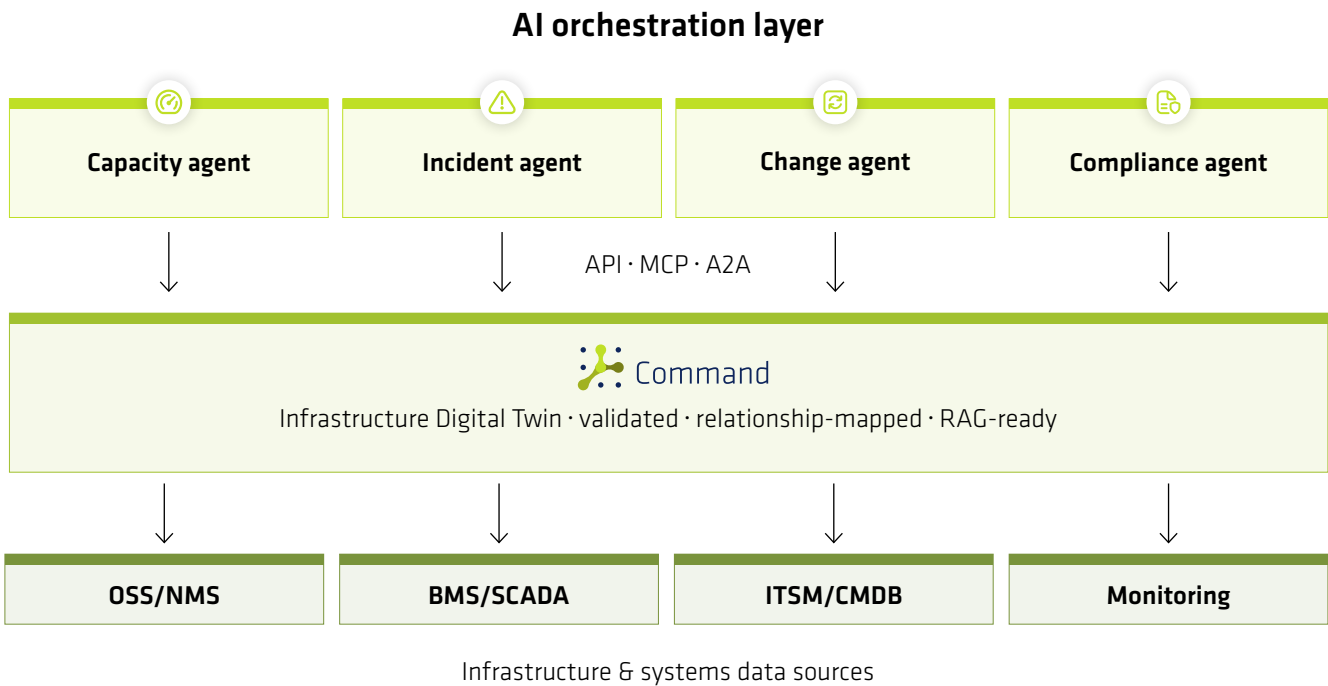 AI orchestration layer
Capacity agent
Incident agent
Change agent
Compliance agent
API · MCP · A2A
Command
Infrastructure Digital Twin · validated · relationship-mapped · RAG-ready
OSS/NMS
BMS/SCADA
ITSM/CMDB
Monitoring
Infrastructure & systems data sources